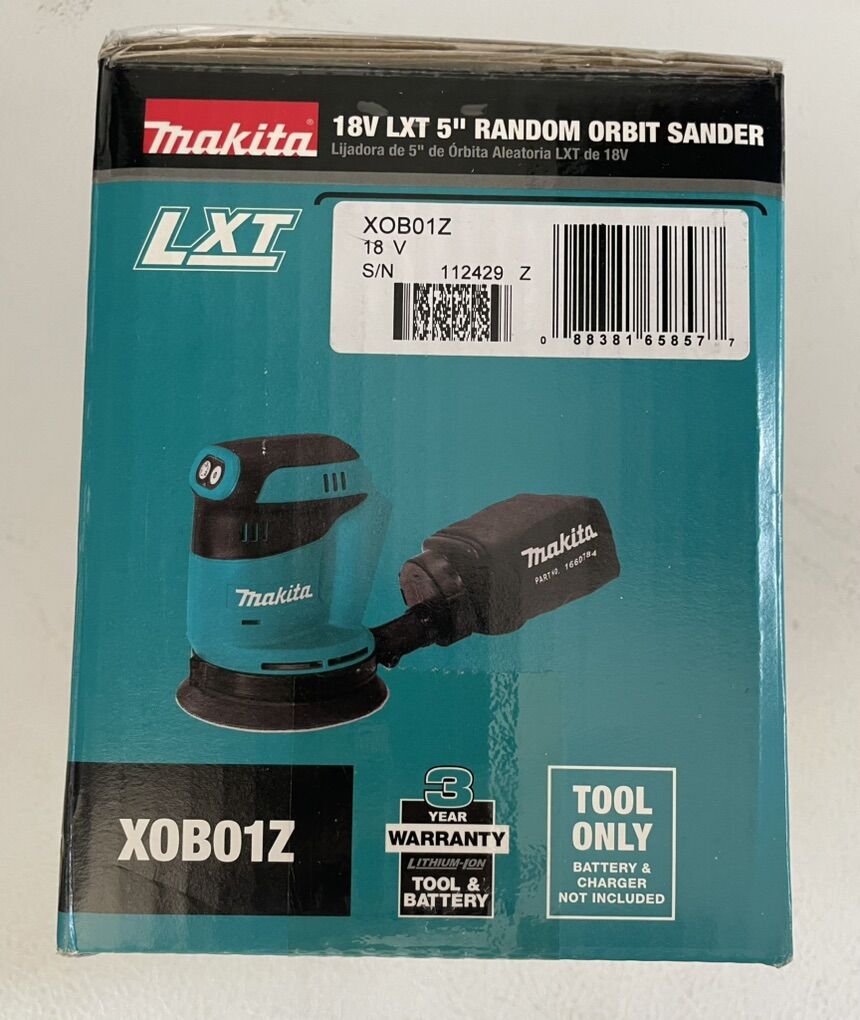 makita®
18V LXT 5" RANDOM ORBIT SANDER
Lijadora de 5" de Órbita Aleatoria LXT de 18V
LXT
XOB01Z
18 V
S/N 112429 Z
0 88381 65857 7
makita
PART NO. 166078-4
makita
XOB01Z
3
YEAR
WARRANTY
LITHIUM-ION
TOOL &
BATTERY
TOOL
ONLY
BATTERY &
CHARGER
NOT INCLUDED